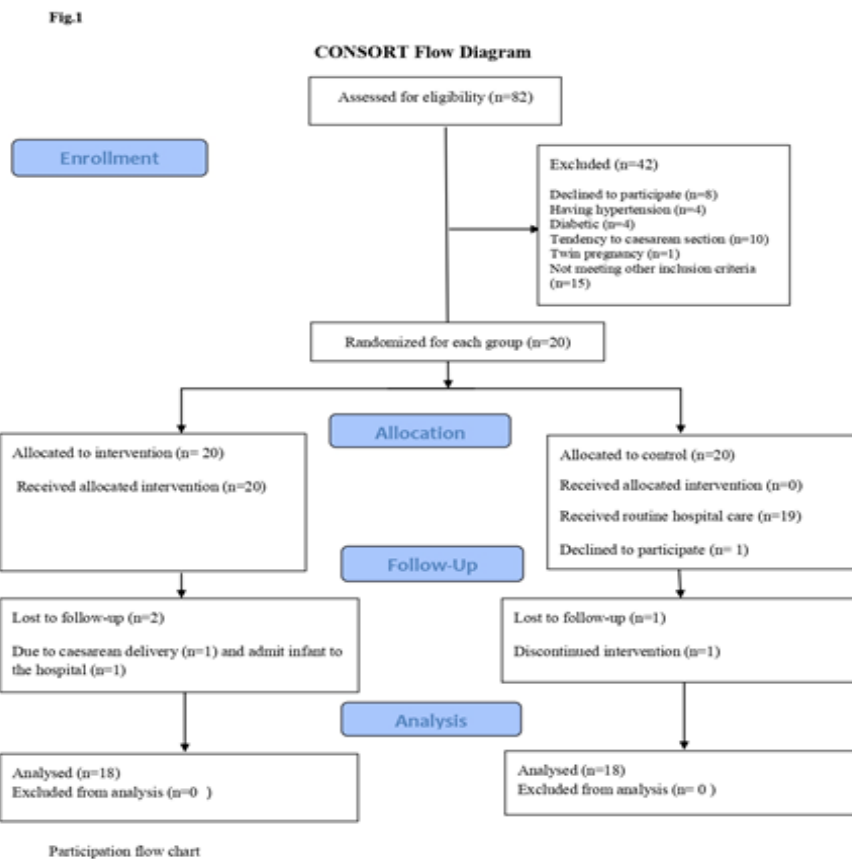 Fig.1
CONSORT Flow Diagram
Assessed for eligibility (n=82)
Enrollment
Excluded (n=42)
Declined to participate (n=8)
Having hypertension (n=4)
Diabetic (n=4)
Tendency to caesarean section (n=10)
Twin pregnancy (n=1)
Not meeting other inclusion criteria
(n=15)
Randomized for each group (n=20)
Allocation
Allocated to intervention (n= 20)
Received allocated intervention (n=20)
Allocated to control (n=20)
Received allocated intervention (n=0)
Received routine hospital care (n=19)
Declined to participate (n= 1)
Follow-Up
Lost to follow-up (n=2)
Due to caesarean delivery (n=1) and admit infant to
the hospital (n=1)
Lost to follow-up (n=1)
Discontinued intervention (n=1)
Analysis
Analysed (n=18)
Excluded from analysis (n=0  )
Analysed (n=18)
Excluded from analysis (n= 0 )
Participation flow chart